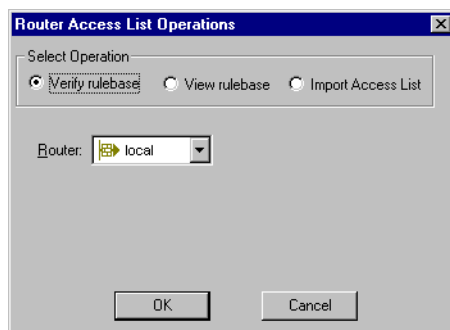 Router Access List Operations
Select Operation
Verify rulebase View rulebase Import Access List
Router: local
OK Cancel